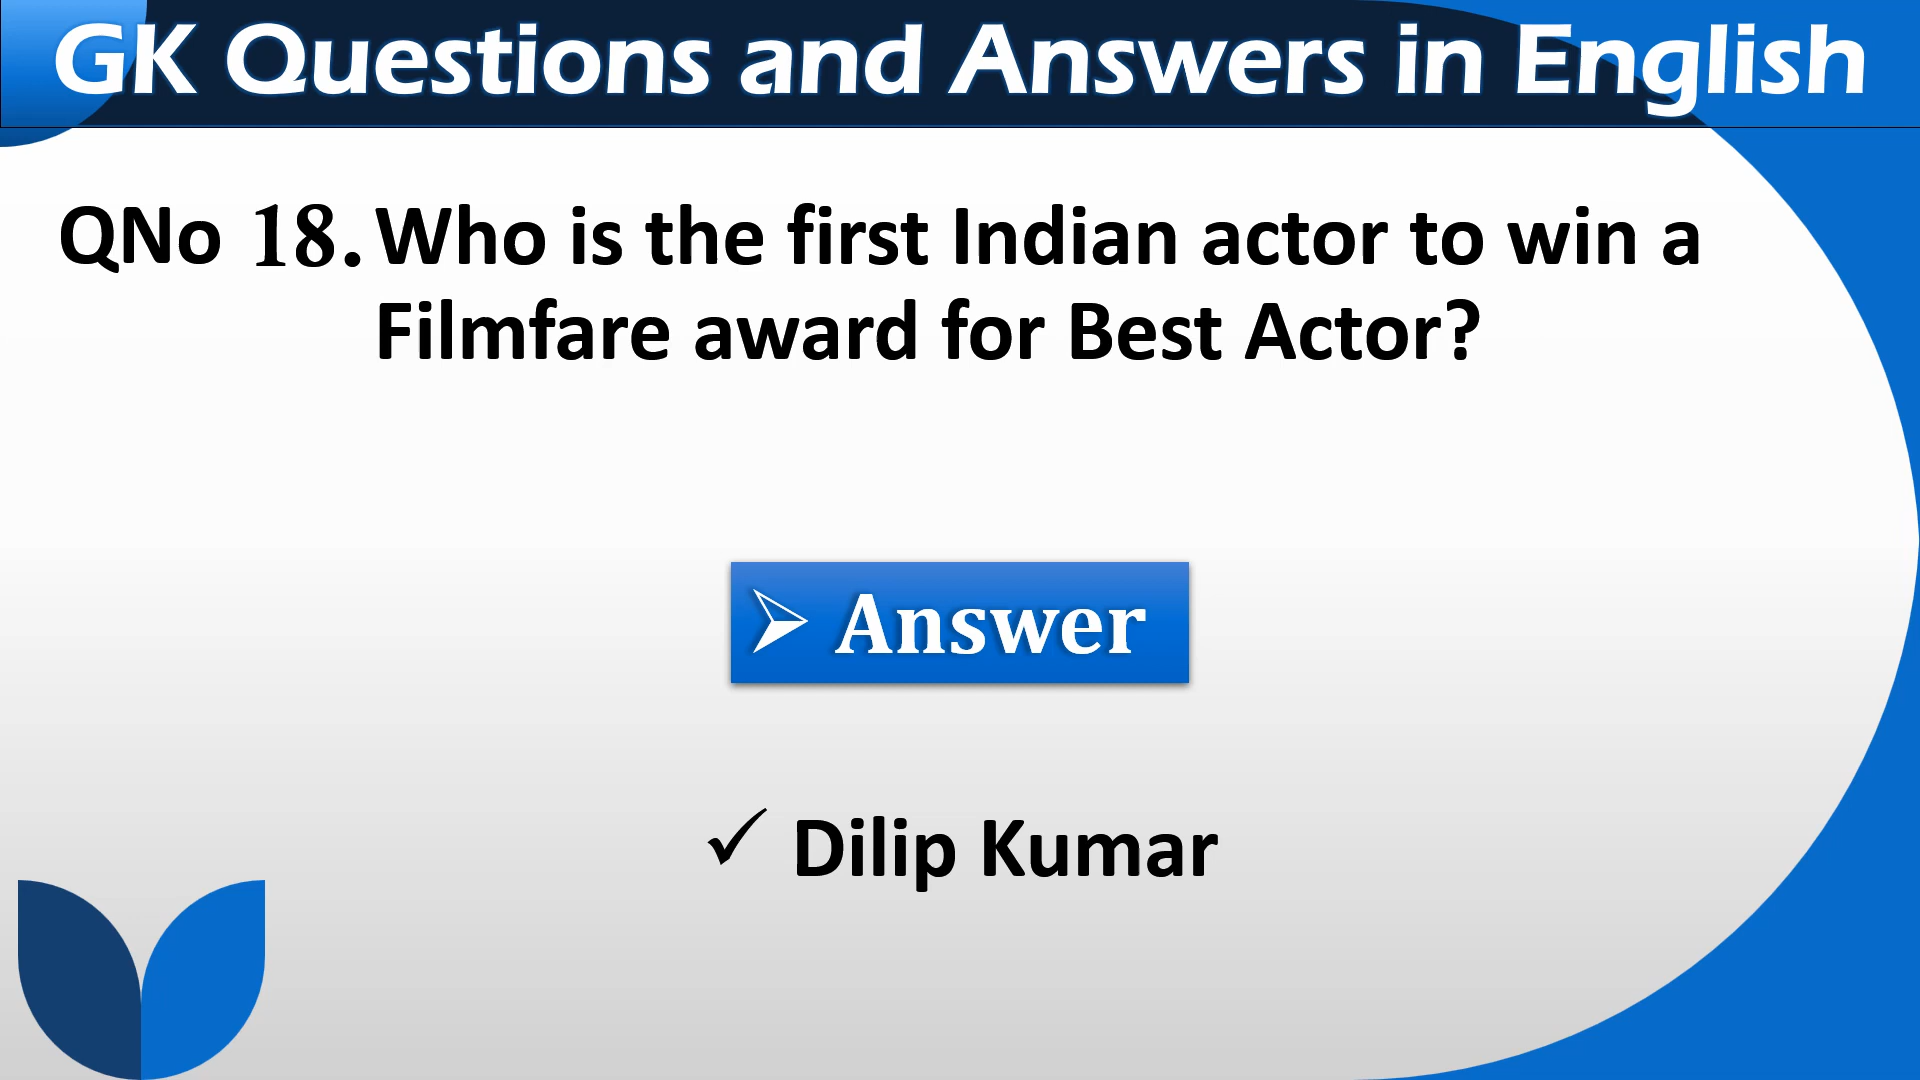 GK Questions and Answers in English
QNo 18. Who is the first Indian actor to win a
Filmfare award for Best Actor?
➢ Answer
✓ Dilip Kumar